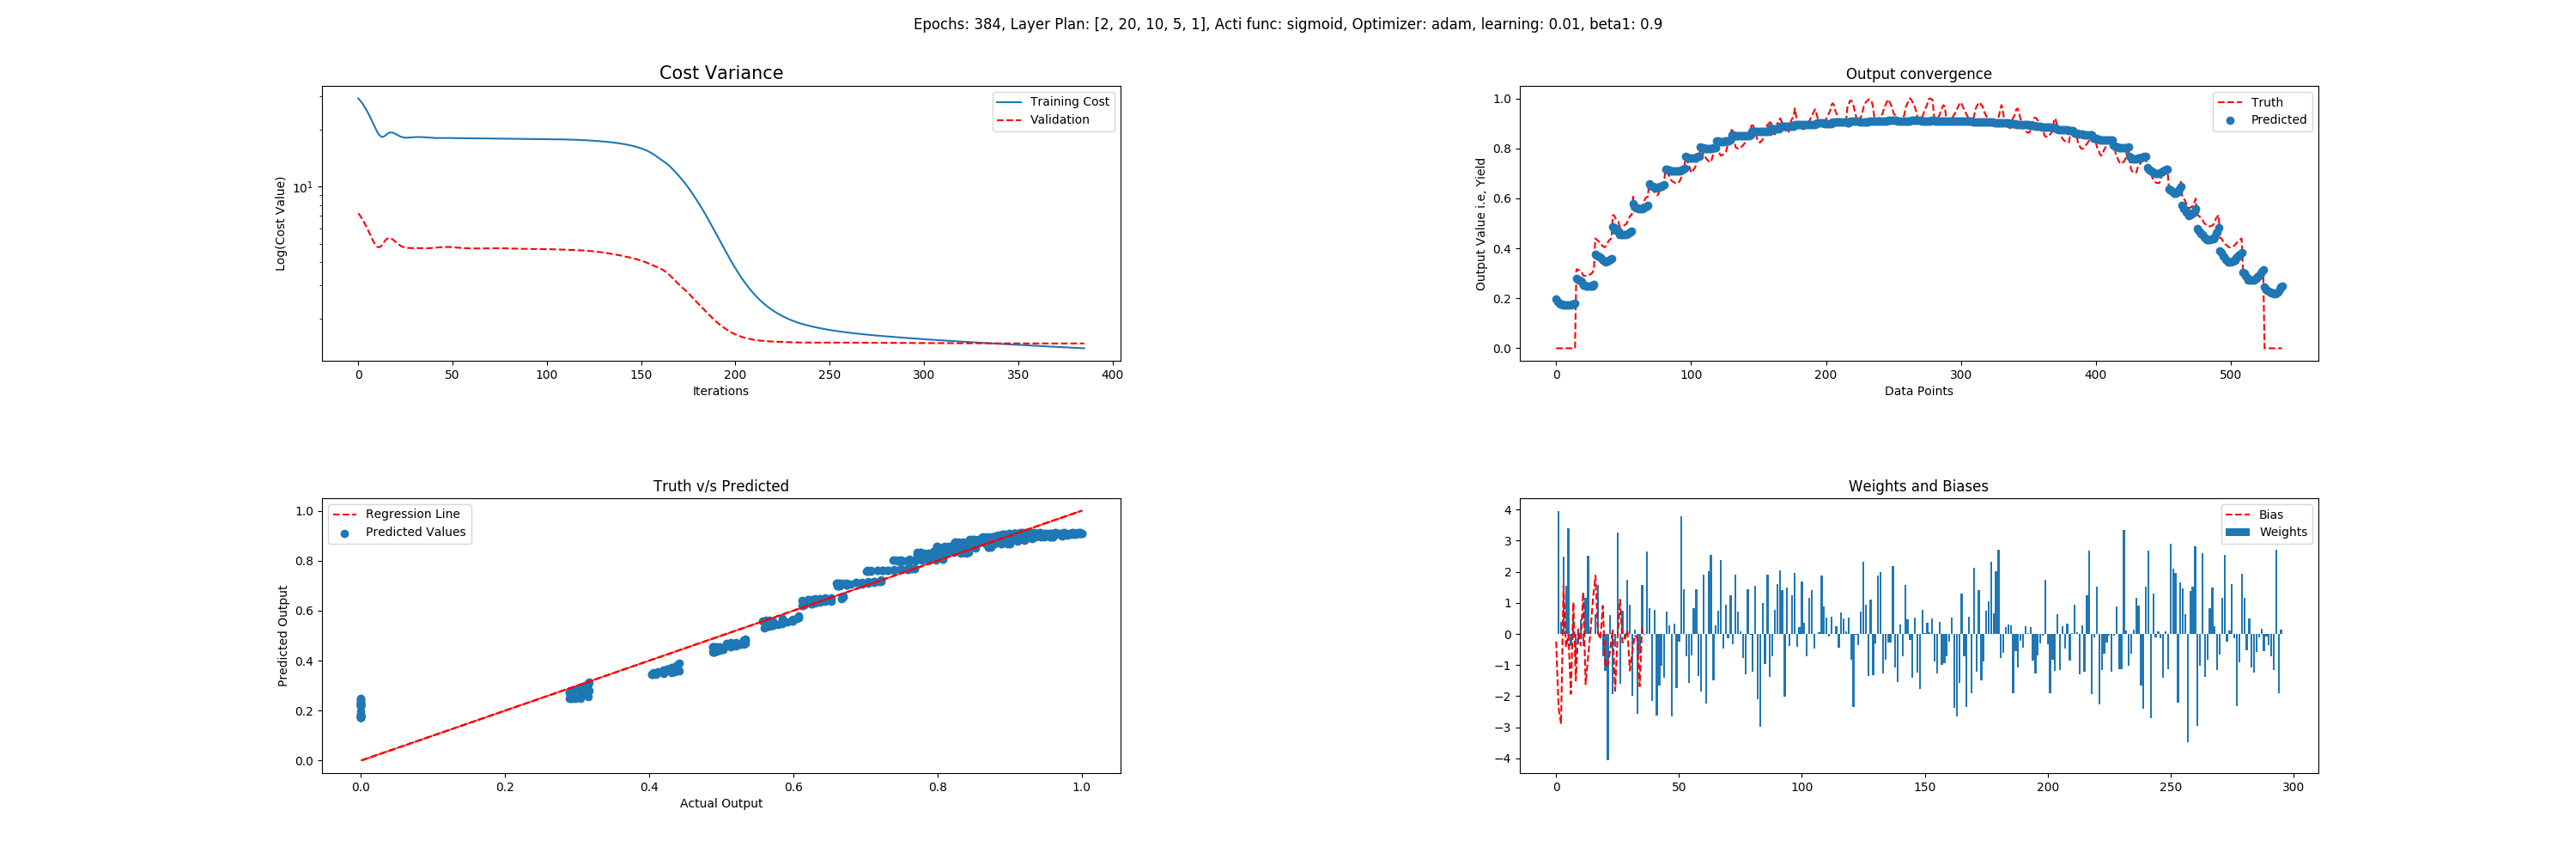 Epochs: 384, Layer Plan: [2, 20, 10, 5, 1], Acti func: sigmoid, Optimizer: adam, learning: 0.01, beta1: 0.9
Cost Variance
Log(Cost Value)
10^1
Training Cost
Validation
0 50 100 150 200 250 300 350 400
Iterations
Output convergence
Output Value i.e, Yield
1.0
0.8
0.6
0.4
0.2
0.0
Truth
Predicted
0 100 200 300 400 500
Data Points
Truth v/s Predicted
Predicted Output
1.0
0.8
0.6
0.4
0.2
0.0
Regression Line
Predicted Values
0.0 0.2 0.4 0.6 0.8 1.0
Actual Output
Weights and Biases
4
3
2
1
0
−1
−2
−3
−4
Bias
Weights
0 50 100 150 200 250 300